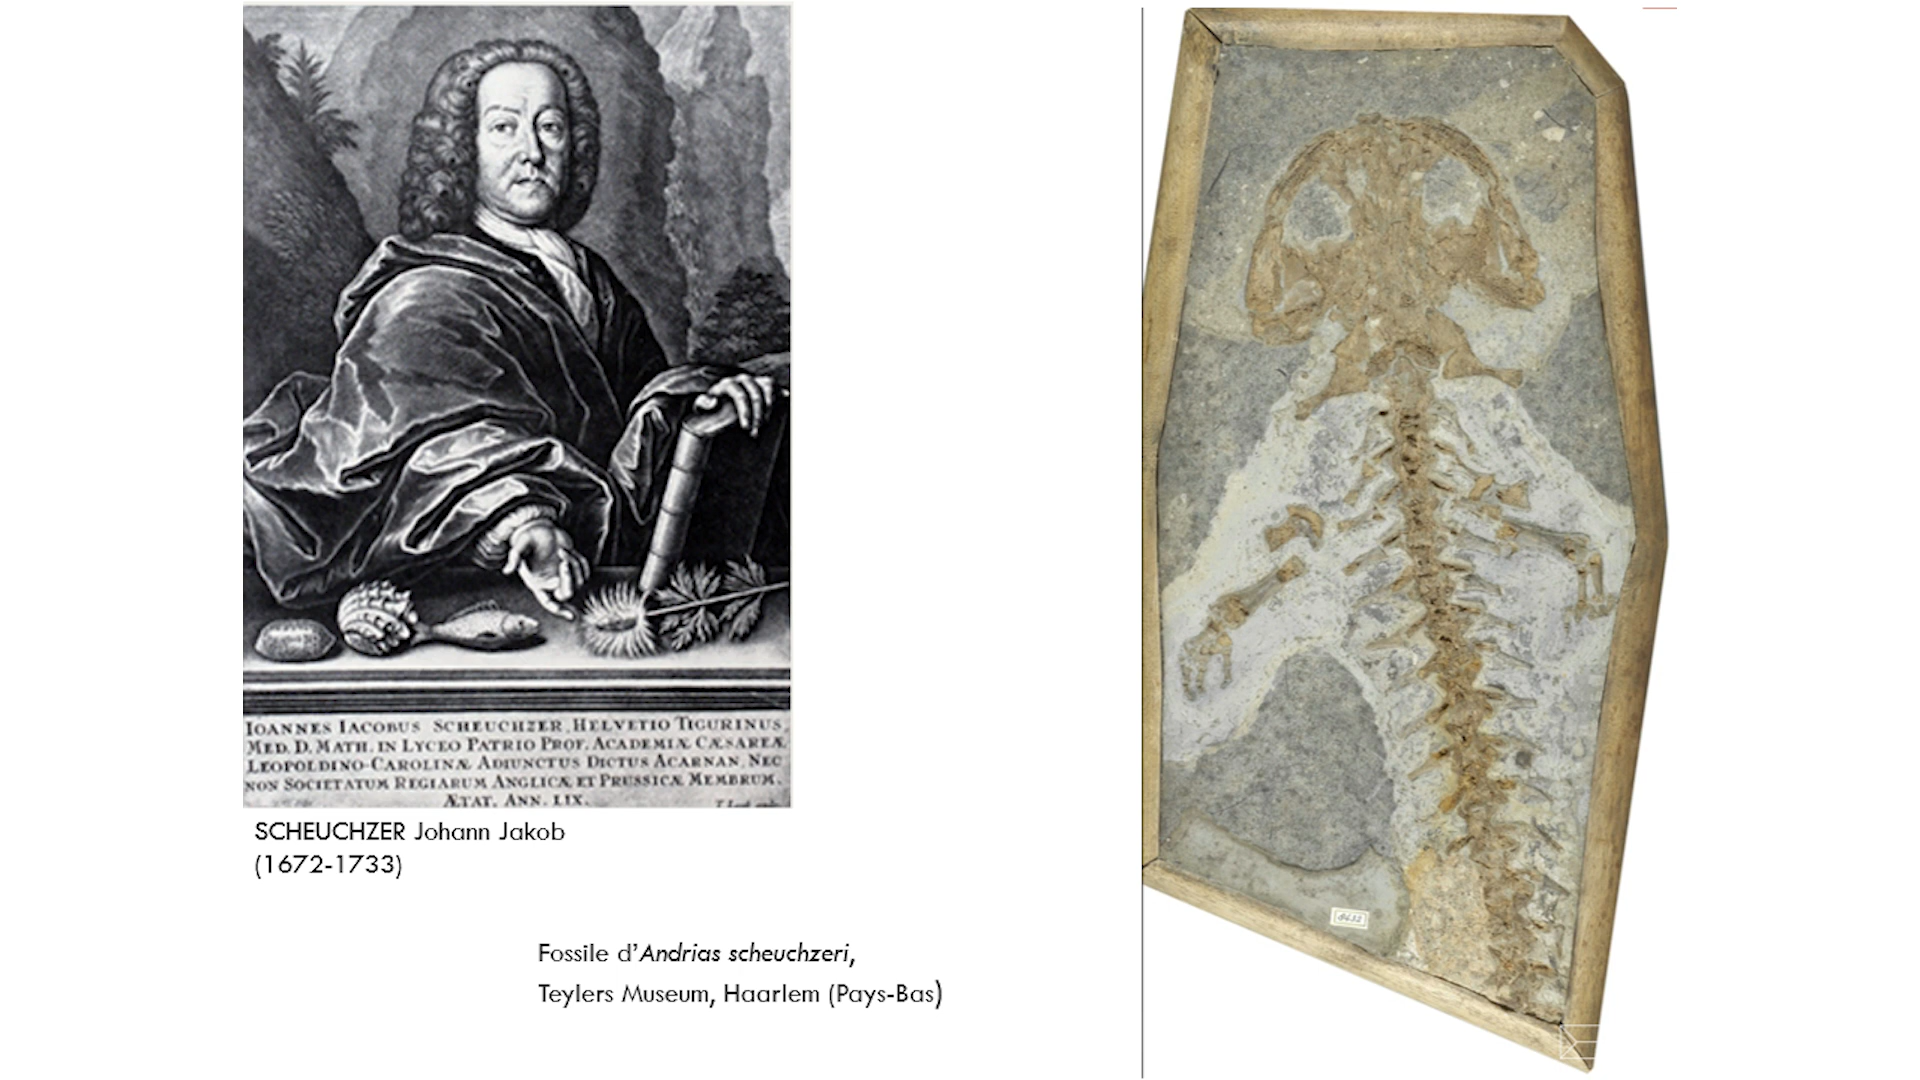 IOANNES IACOBUS SCHEUCHZER, HELVETIO TIGURINUS
MED. D. MATH. IN LYCEO PATRIO PROF. ACADEMIÆ CÆSAREÆ
LEOPOLDINO-CAROLINÆ ADIUNCTUS DICTUS ACARNAN, NEC
NON SOCIETATUM REGIARUM ANGLICÆ ET PRUSSICÆ MEMBRUM.
ÆTAT. ANN. LIX.
SCHEUCHZER Johann Jakob
(1672-1733)
Fossile d'Andrias scheuchzeri,
Teylers Museum, Haarlem (Pays-Bas)